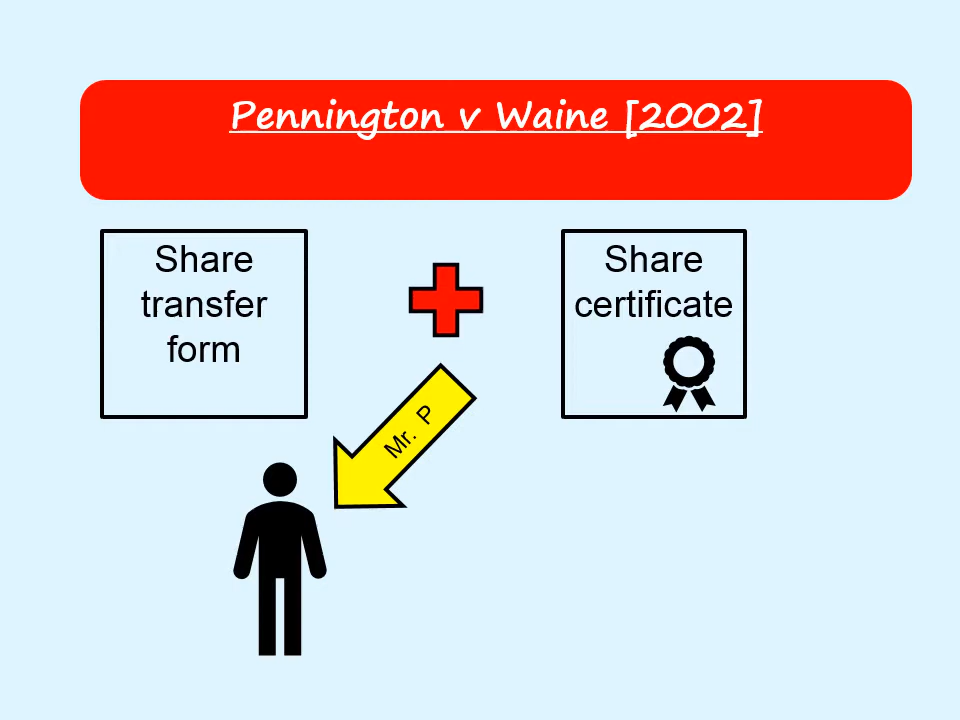 Pennington v Waine [2002]
Share
transfer
form
Share
certificate
Mr. P